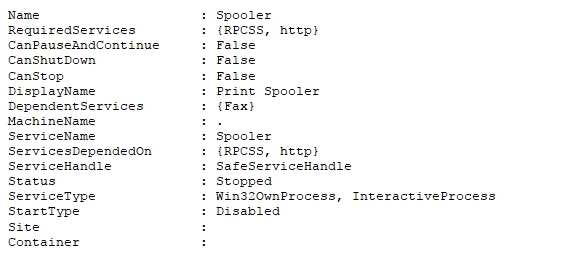 Name                : Spooler
RequiredServices    : {RPCSS, http}
CanPauseAndContinue : False
CanShutDown         : False
CanStop             : False
DisplayName         : Print Spooler
DependentServices   : {Fax}
MachineName         : .
ServiceName         : Spooler
ServicesDependedOn  : {RPCSS, http}
ServiceHandle       : SafeServiceHandle
Status              : Stopped
ServiceType         : Win32OwnProcess, InteractiveProcess
StartType           : Disabled
Site                :
Container           :